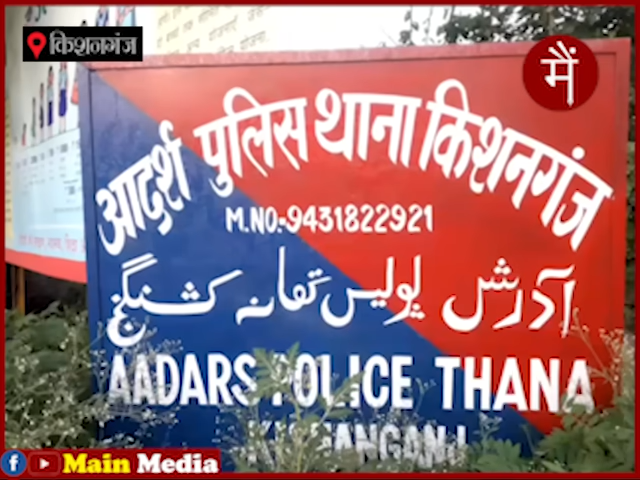 किशनगंज
मैं
आदर्श पुलिस थाना किशनगंज
M.NO.-9431822921
آدرش پولیس تھانہ کشنگنج
AADARS POLICE THANA
Main Media